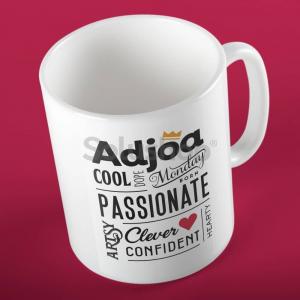 Adjoa
COOL
DOPE
Monday
BORN
PASSIONATE
ARTSY
Clever
CONFIDENT
HEARTY